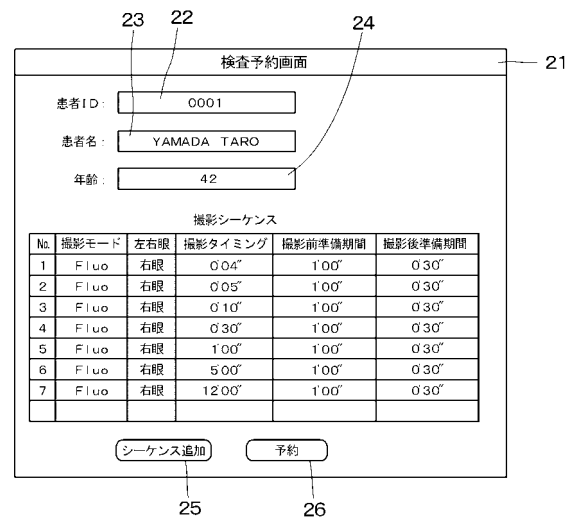 23 22 24
検査予約画面 21
患者ID: 0001
患者名: YAMADA TARO
年齢: 42
撮影シーケンス
No. 撮影モード 左右眼 撮影タイミング 撮影前準備期間 撮影後準備期間
1 Fluo 右眼 0'04" 1'00" 0'30"
2 Fluo 右眼 0'05" 1'00" 0'30"
3 Fluo 右眼 0'10" 1'00" 0'30"
4 Fluo 右眼 0'30" 1'00" 0'30"
5 Fluo 右眼 1'00" 1'00" 0'30"
6 Fluo 右眼 5'00" 1'00" 0'30"
7 Fluo 右眼 12'00" 1'00" 0'30"
シーケンス追加 予約
25 26